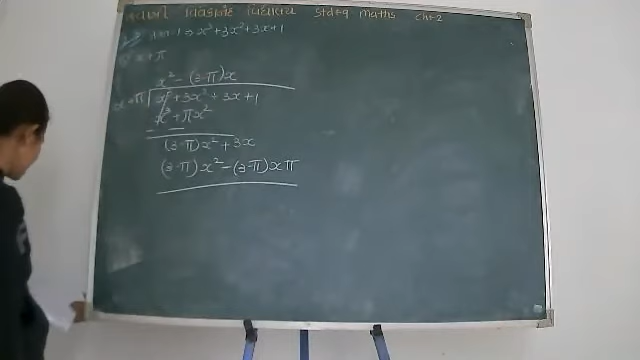 વિવેકાનંદ વિદ્યાલય Std-9 maths ch-2
⇒ x³+3x²+3x+1
x+π
x² - (3-π)x
x+π x³+3x²+3x+1
x³+πx²
- -
(3-π)x²+3x
(3-π)x²-(3-π)xπ